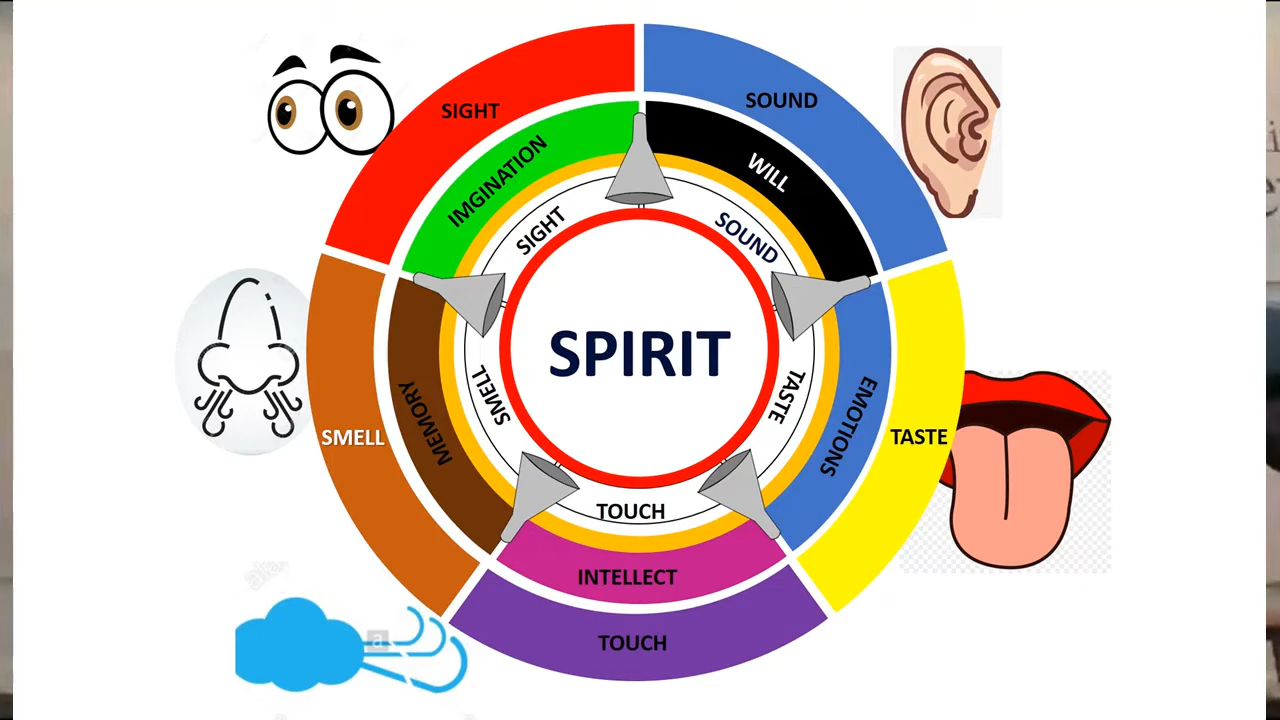 SIGHT
SOUND
IMGINATION
WILL
SIGHT
SOUND
SPIRIT
SMELL
TASTE
MEMORY
EMOTIONS
SMELL
TASTE
TOUCH
INTELLECT
TOUCH
a